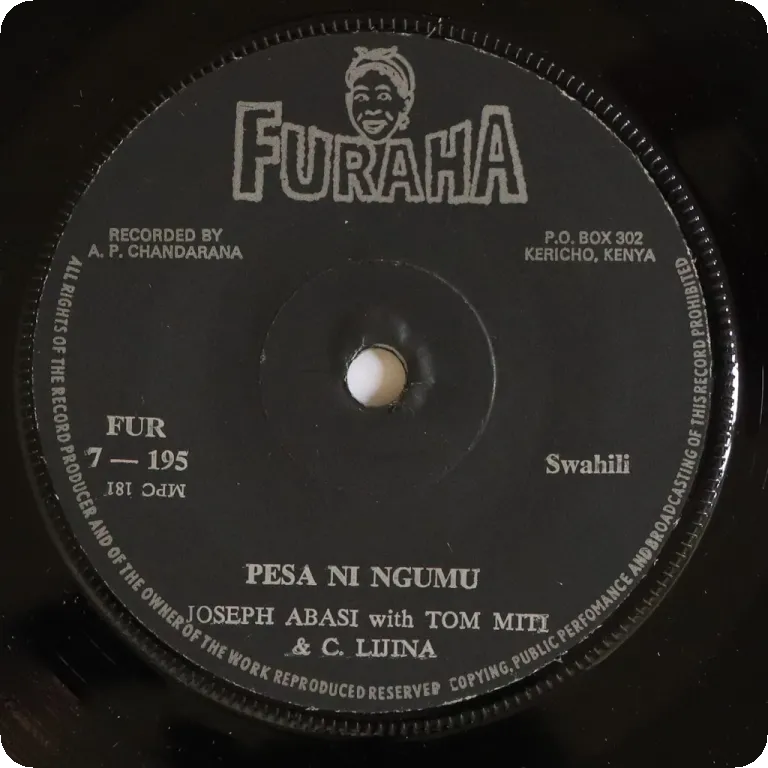 FURAHA
RECORDED BY
A. P. CHANDARANA
P.O. BOX 302
KERICHO, KENYA
FUR
7 — 195
MPC 181
Swahili
PESA NI NGUMU
JOSEPH ABASI with TOM MITI
& C. LIJINA
ALL RIGHTS OF THE RECORD PRODUCER AND OF THE OWNER OF THE WORK REPRODUCED RESERVED COPYING, PUBLIC PERFOMANCE AND BROADCASTING OF THIS RECORD PROHIBITED